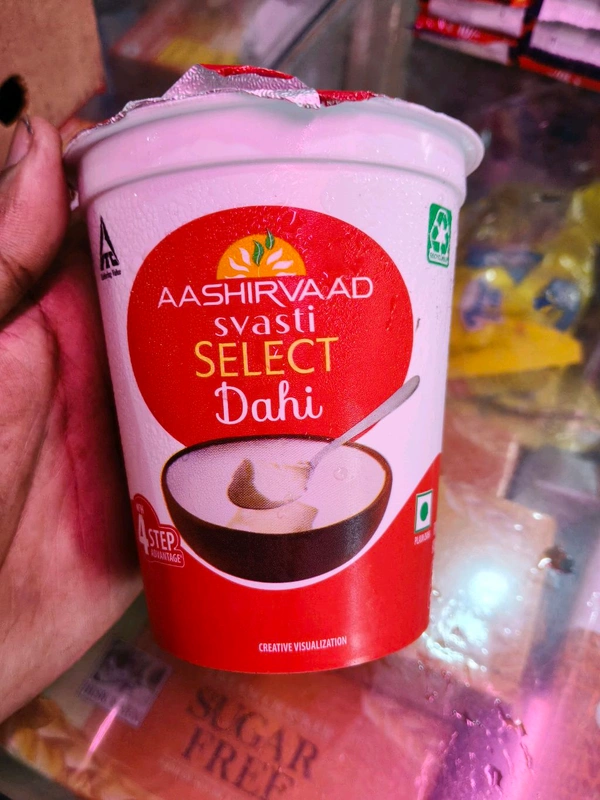 AASHIRVAAD
svasti
SELECT
Dahi
4 STEP
ADVANTAGE
CREATIVE VISUALIZATION
SUGAR
FREE